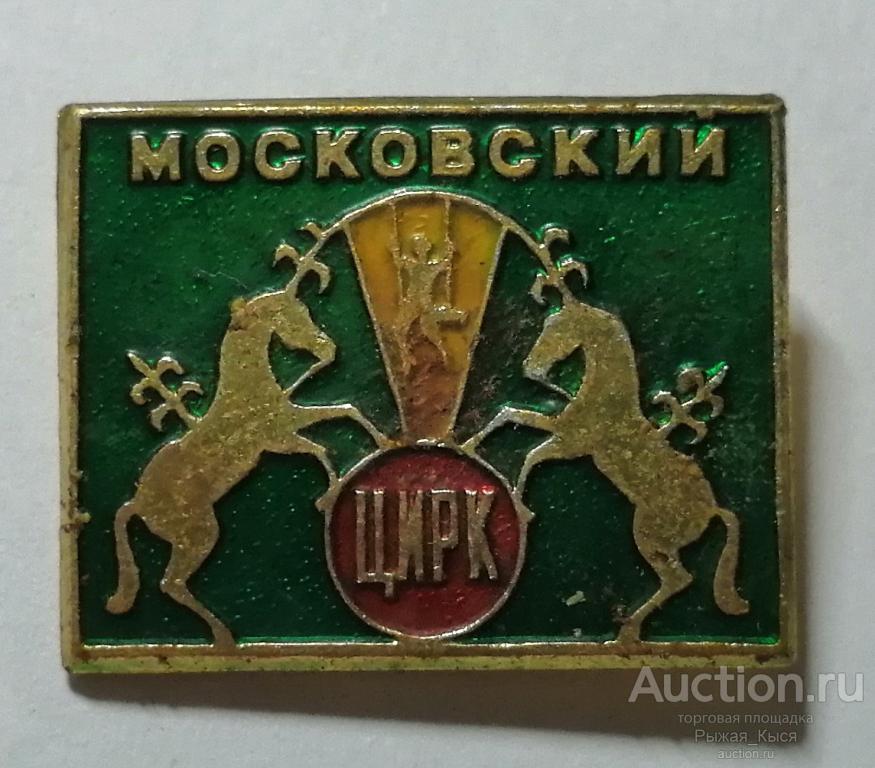 МОСКОВСКИЙ
ЦИРК
Auction.ru
торговая площадка
Рыжая_Кыся
auction.ru